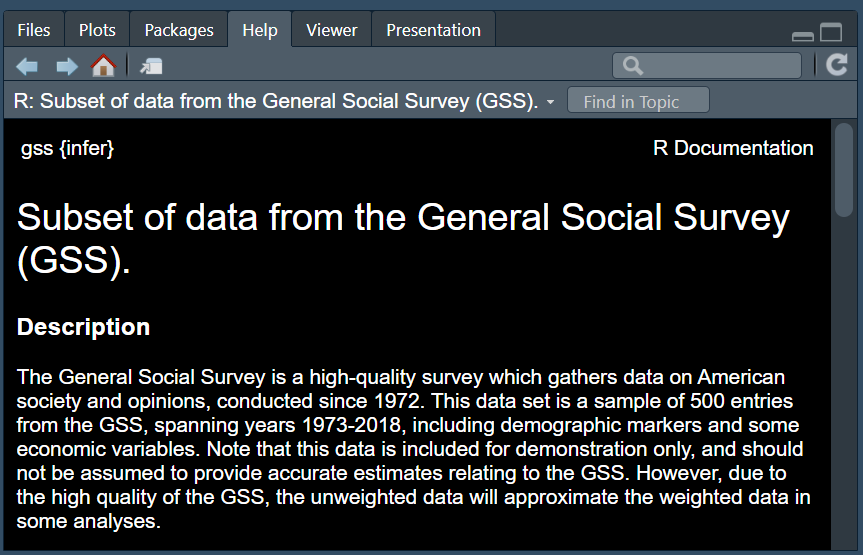 Files Plots Packages Help Viewer Presentation
R: Subset of data from the General Social Survey (GSS). Find in Topic
gss {infer} R Documentation
Subset of data from the General Social Survey
(GSS).
Description
The General Social Survey is a high-quality survey which gathers data on American
society and opinions, conducted since 1972. This data set is a sample of 500 entries
from the GSS, spanning years 1973-2018, including demographic markers and some
economic variables. Note that this data is included for demonstration only, and should
not be assumed to provide accurate estimates relating to the GSS. However, due to
the high quality of the GSS, the unweighted data will approximate the weighted data in
some analyses.